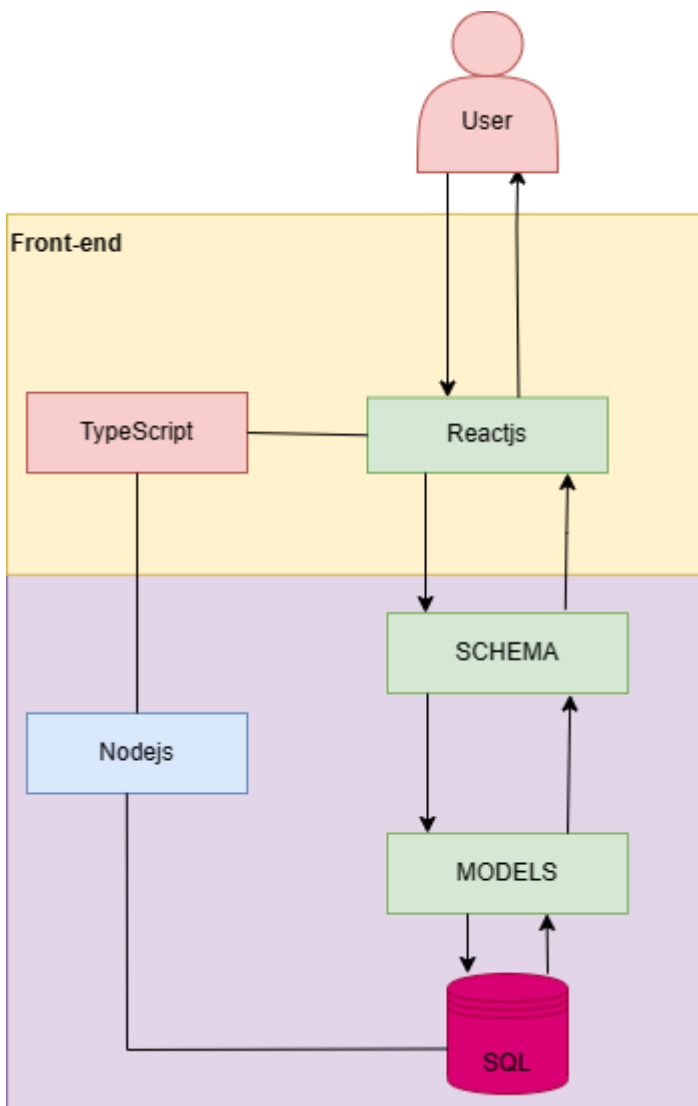 User
Front-end
TypeScript
Reactjs
SCHEMA
Nodejs
MODELS
SQL